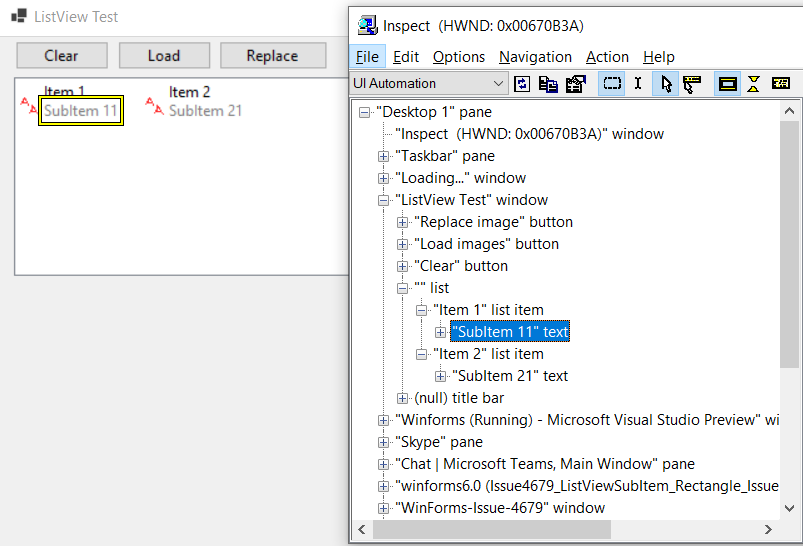 ListView Test
Clear
Load
Replace
Item 1
SubItem 11
Item 2
SubItem 21
Inspect (HWND: 0x00670B3A)
File Edit Options Navigation Action Help
UI Automation
"Desktop 1" pane
"Inspect (HWND: 0x00670B3A)" window
"Taskbar" pane
"Loading..." window
"ListView Test" window
"Replace image" button
"Load images" button
"Clear" button
"" list
"Item 1" list item
"SubItem 11" text
"Item 2" list item
"SubItem 21" text
(null) title bar
"Winforms (Running) - Microsoft Visual Studio Preview" wi
"Skype" pane
"Chat | Microsoft Teams, Main Window" pane
"winforms6.0 (Issue4679_ListViewSubItem_Rectangle_Issue
"WinForms-Issue-4679" window